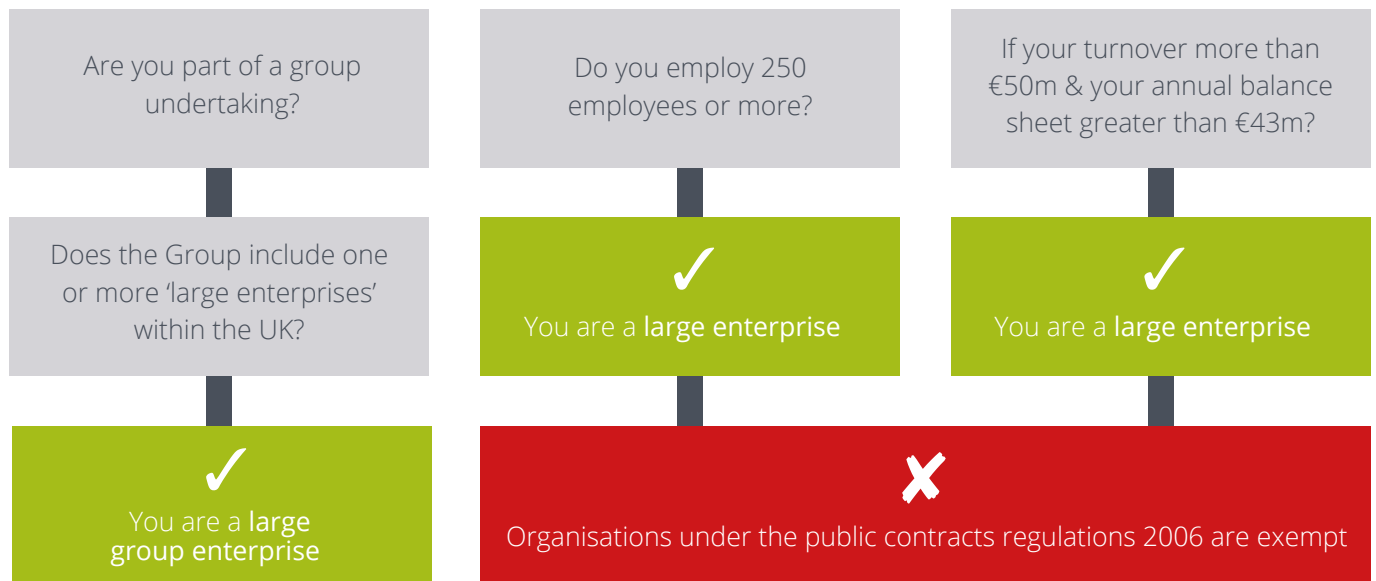 Are you part of a group
undertaking?
Do you employ 250
employees or more?
If your turnover more than
€50m & your annual balance
sheet greater than €43m?
Does the Group include one
or more ‘large enterprises’
within the UK?
✓
You are a large enterprise
✓
You are a large enterprise
✓
You are a large
group enterprise
✘
Organisations under the public contracts regulations 2006 are exempt